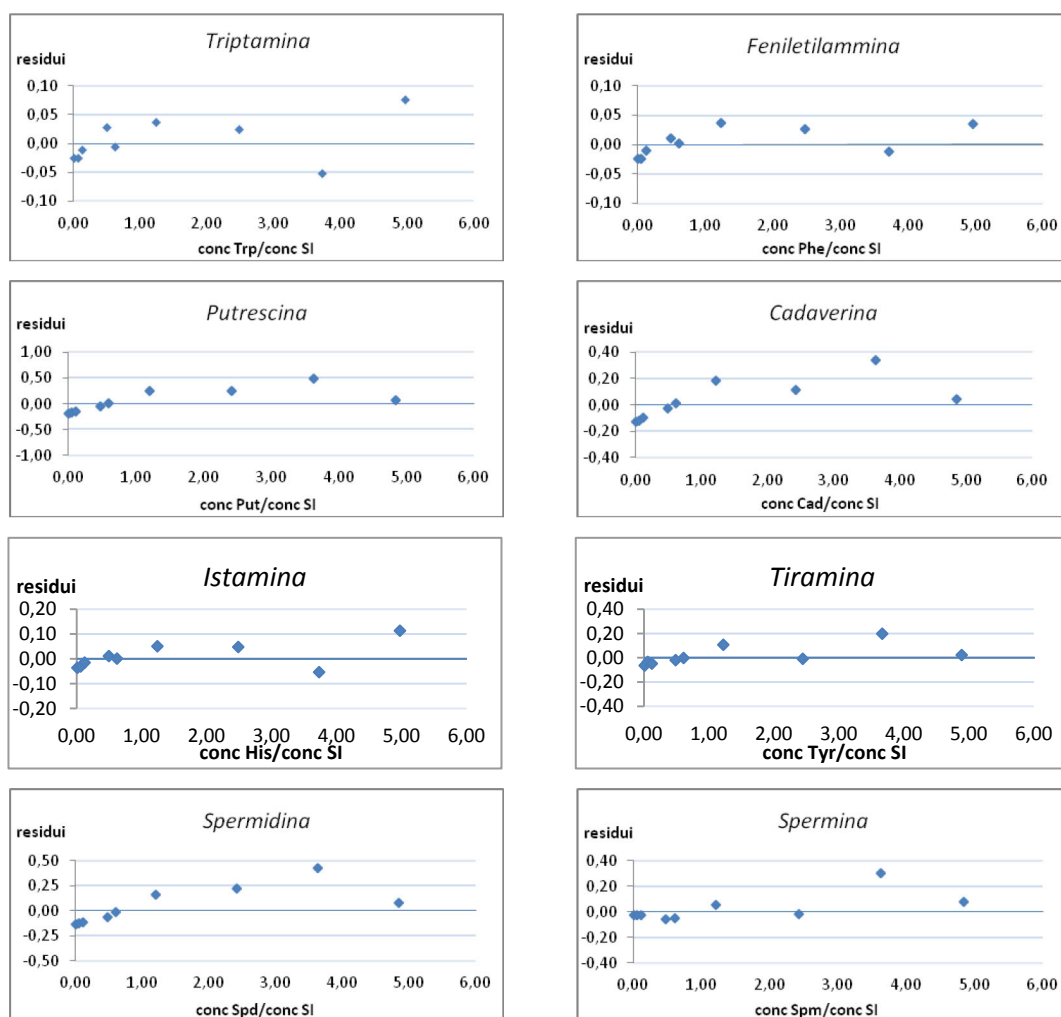 Triptamina
residui
0,10
0,05
0,00
-0,05
-0,10
0,00 1,00 2,00 3,00 4,00 5,00 6,00
conc Trp/conc SI
Feniletilammina
residui
0,10
0,05
0,00
-0,05
-0,10
0,00 1,00 2,00 3,00 4,00 5,00 6,00
conc Phe/conc SI
Putrescina
residui
1,00
0,50
0,00
-0,50
-1,00
0,00 1,00 2,00 3,00 4,00 5,00 6,00
conc Put/conc SI
Cadaverina
residui
0,40
0,20
0,00
-0,20
-0,40
0,00 1,00 2,00 3,00 4,00 5,00 6,00
conc Cad/conc SI
Istamina
residui
0,20
0,10
0,00
-0,10
-0,20
0,00 1,00 2,00 3,00 4,00 5,00 6,00
conc His/conc SI
Tiramina
residui
0,40
0,20
0,00
-0,20
-0,40
0,00 1,00 2,00 3,00 4,00 5,00 6,00
conc Tyr/conc SI
Spermidina
residui
0,50
0,25
0,00
-0,25
-0,50
0,00 1,00 2,00 3,00 4,00 5,00 6,00
conc Spd/conc SI
Spermina
residui
0,40
0,20
0,00
-0,20
-0,40
0,00 1,00 2,00 3,00 4,00 5,00 6,00
conc Spm/conc SI